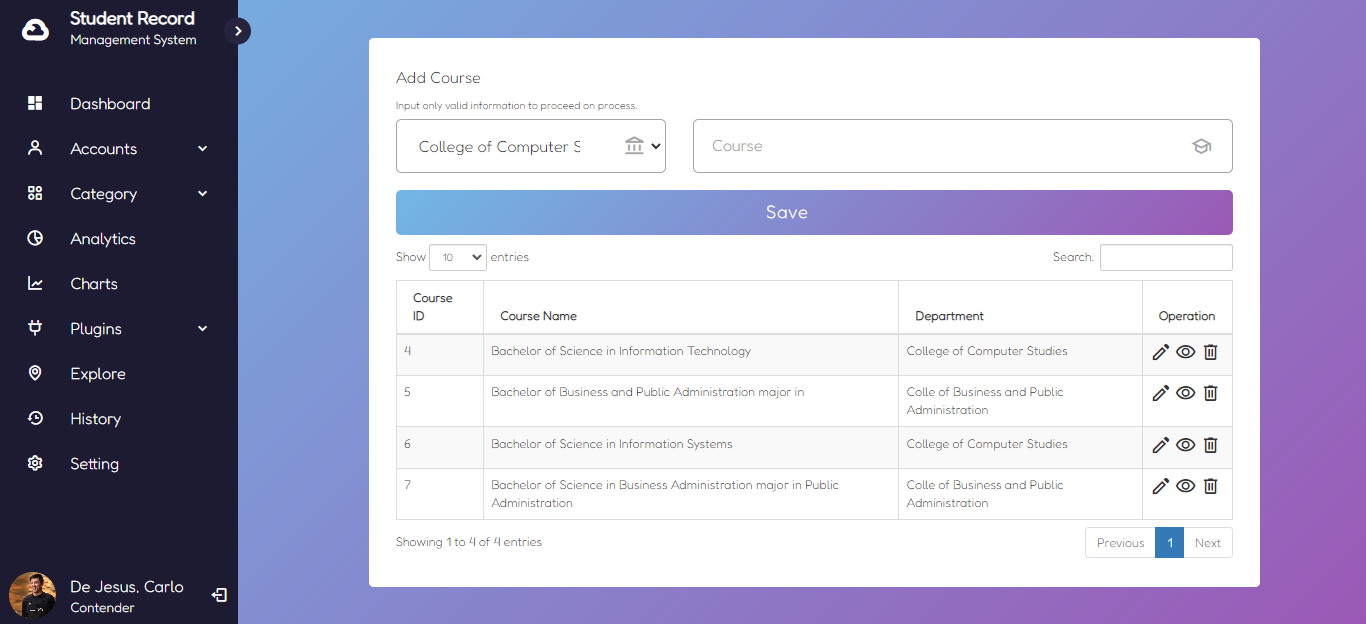 Student Record
Management System
Dashboard
Accounts
Category
Analytics
Charts
Plugins
Explore
History
Setting
De Jesus, Carlo
Contender
Add Course
Input only valid information to proceed on process.
College of Computer S
Course
Save
Show 10 entries
Search:
Course ID Course Name Department Operation
4 Bachelor of Science in Information Technology College of Computer Studies
5 Bachelor of Business and Public Administration major in Colle of Business and Public
Administration
6 Bachelor of Science in Information Systems College of Computer Studies
7 Bachelor of Science in Business Administration major in Public Colle of Business and Public
Administration Administration
Showing 1 to 4 of 4 entries
Previous 1 Next